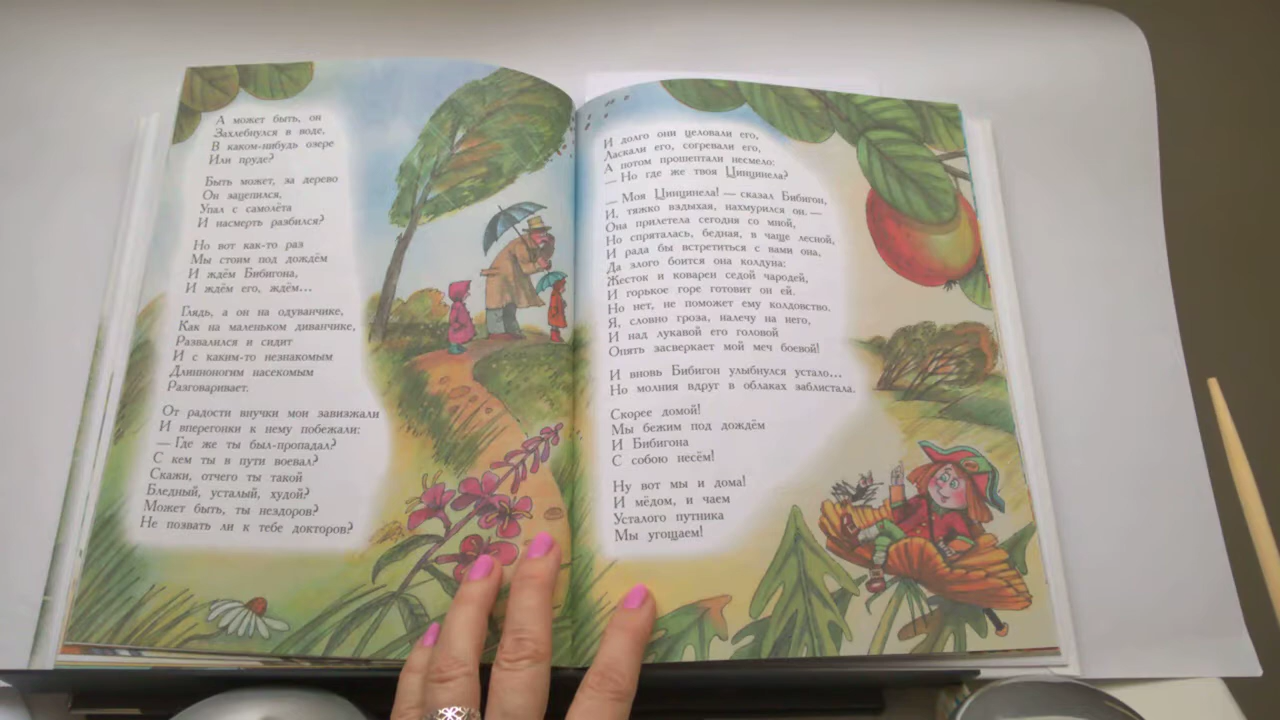 А может быть, он
Захлебнулся в воде,
В каком-нибудь озере
Или пруде?
Быть может, за дерево
Он зацепился,
Упал с самолёта
И насмерть разбился?
Но вот как-то раз
Мы стоим под дождём
И ждём Бибигона,
И ждём его, ждём...
Глядь, а он на одуванчике,
Как на маленьком диванчике,
Развалился и сидит
И с каким-то незнакомым
Длинноногим насекомым
Разговаривает.
От радости внучки мои завизжали
И вперегонки к нему побежали:
— Где же ты был-пропадал?
С кем ты в пути воевал?
Скажи, отчего ты такой
Бледный, усталый, худой?
Может быть, ты нездоров?
Не позвать ли к тебе докторов?
И долго они целовали его,
Ласкали его, согревали его,
А потом прошептали несмело:
— Но где же твоя Цинцинела?
— Моя Цинцинела! — сказал Бибигон,
И, тяжко вздыхая, нахмурился он. —
Она прилетела сегодня со мной,
Но спряталась, бедная, в чаще лесной,
И рада бы встретиться с вами она,
Да злого боится она колдуна:
Жесток и коварен седой чародей,
И горькое горе готовит он ей.
Но нет, не поможет ему колдовство.
Я, словно гроза, налечу на него,
И над лукавой его головой
Опять засверкает мой меч боевой!
И вновь Бибигон улыбнулся устало...
Но молния вдруг в облаках заблистала.
Скорее домой!
Мы бежим под дождём
И Бибигона
С собою несём!
Ну вот мы и дома!
И мёдом, и чаем
Усталого путника
Мы угощаем!